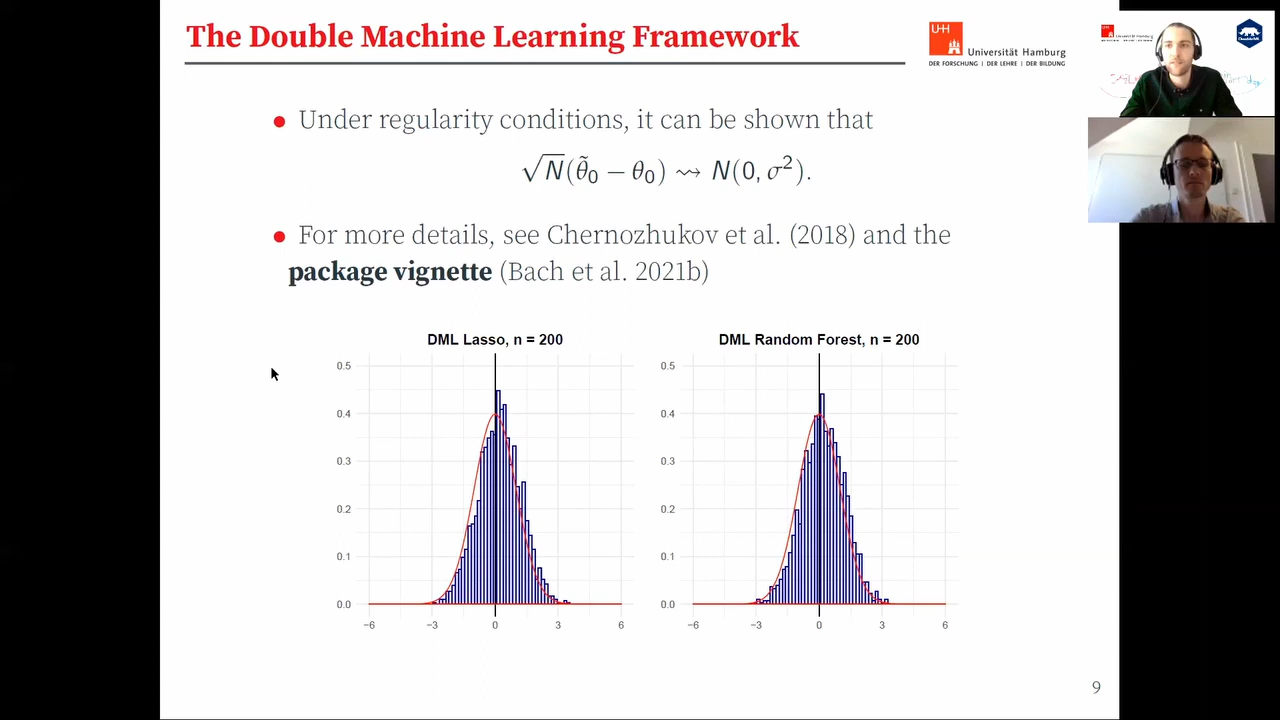 The Double Machine Learning Framework
UH
Universität Hamburg
DER FORSCHUNG | DER LEHRE | DER BILDUNG
Under regularity conditions, it can be shown that
√N(θ̃₀ − θ₀) ⇝ N(0, σ²).
For more details, see Chernozhukov et al. (2018) and the
package vignette (Bach et al. 2021b)
DML Lasso, n = 200
0.5
0.4
0.3
0.2
0.1
0.0
−6 −3 0 3 6
DML Random Forest, n = 200
0.5
0.4
0.3
0.2
0.1
0.0
−6 −3 0 3 6
9